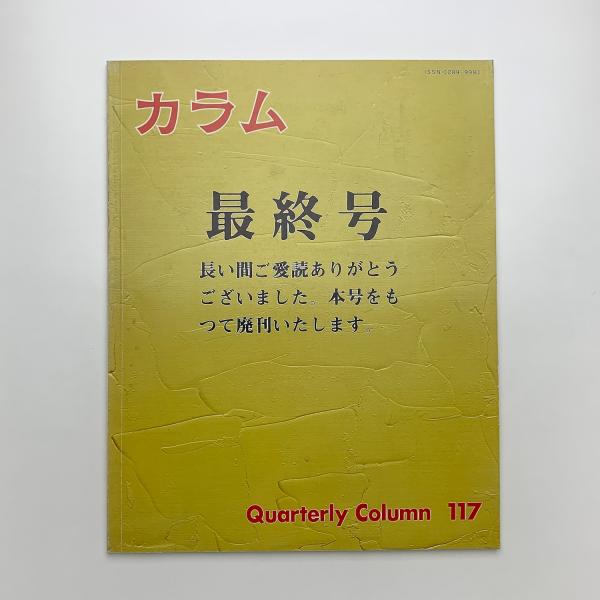 ISSN-0289-9981
カラム
最終号
長い間ご愛読ありがとう
ございました。本号をも
つて廃刊いたします。
Quarterly Column 117